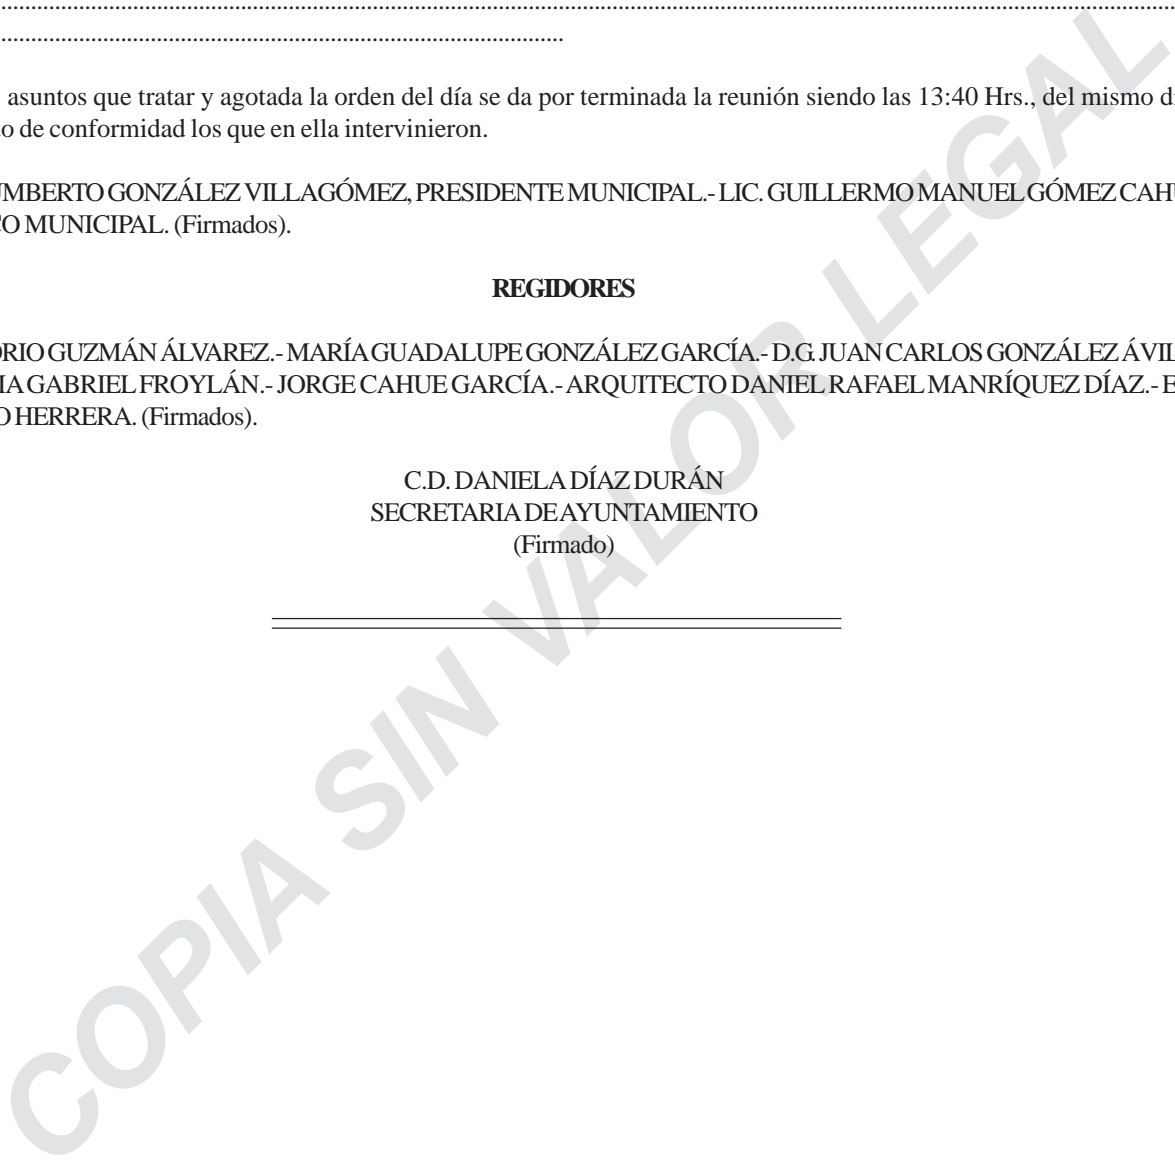 asuntos que tratar y agotada la orden del día se da por terminada la reunión siendo las 13:40 Hrs., del mismo
de conformidad los que en ella intervinieron.
GONZÁLEZ VILLAGÓMEZ, PRESIDENTE MUNICIPAL.- LIC. GUILLERMO MANUEL GÓMEZ
MUNICIPAL. (Firmados).
REGIDORES
GUZMÁN ÁLVAREZ.- MARÍA GUADALUPE GONZÁLEZ GARCÍA.- D.G. JUAN CARLOS GONZÁLEZ
GABRIEL FROYLÁN.- JORGE CAHUE GARCÍA.- ARQUITECTO DANIEL RAFAEL MANRÍQUEZ DÍAZ.-
HERRERA. (Firmados).
C.D. DANIELA DÍAZ DURÁN
SECRETARIA DE AYUNTAMIENTO
(Firmado)
COPIA SIN VALOR LEGAL